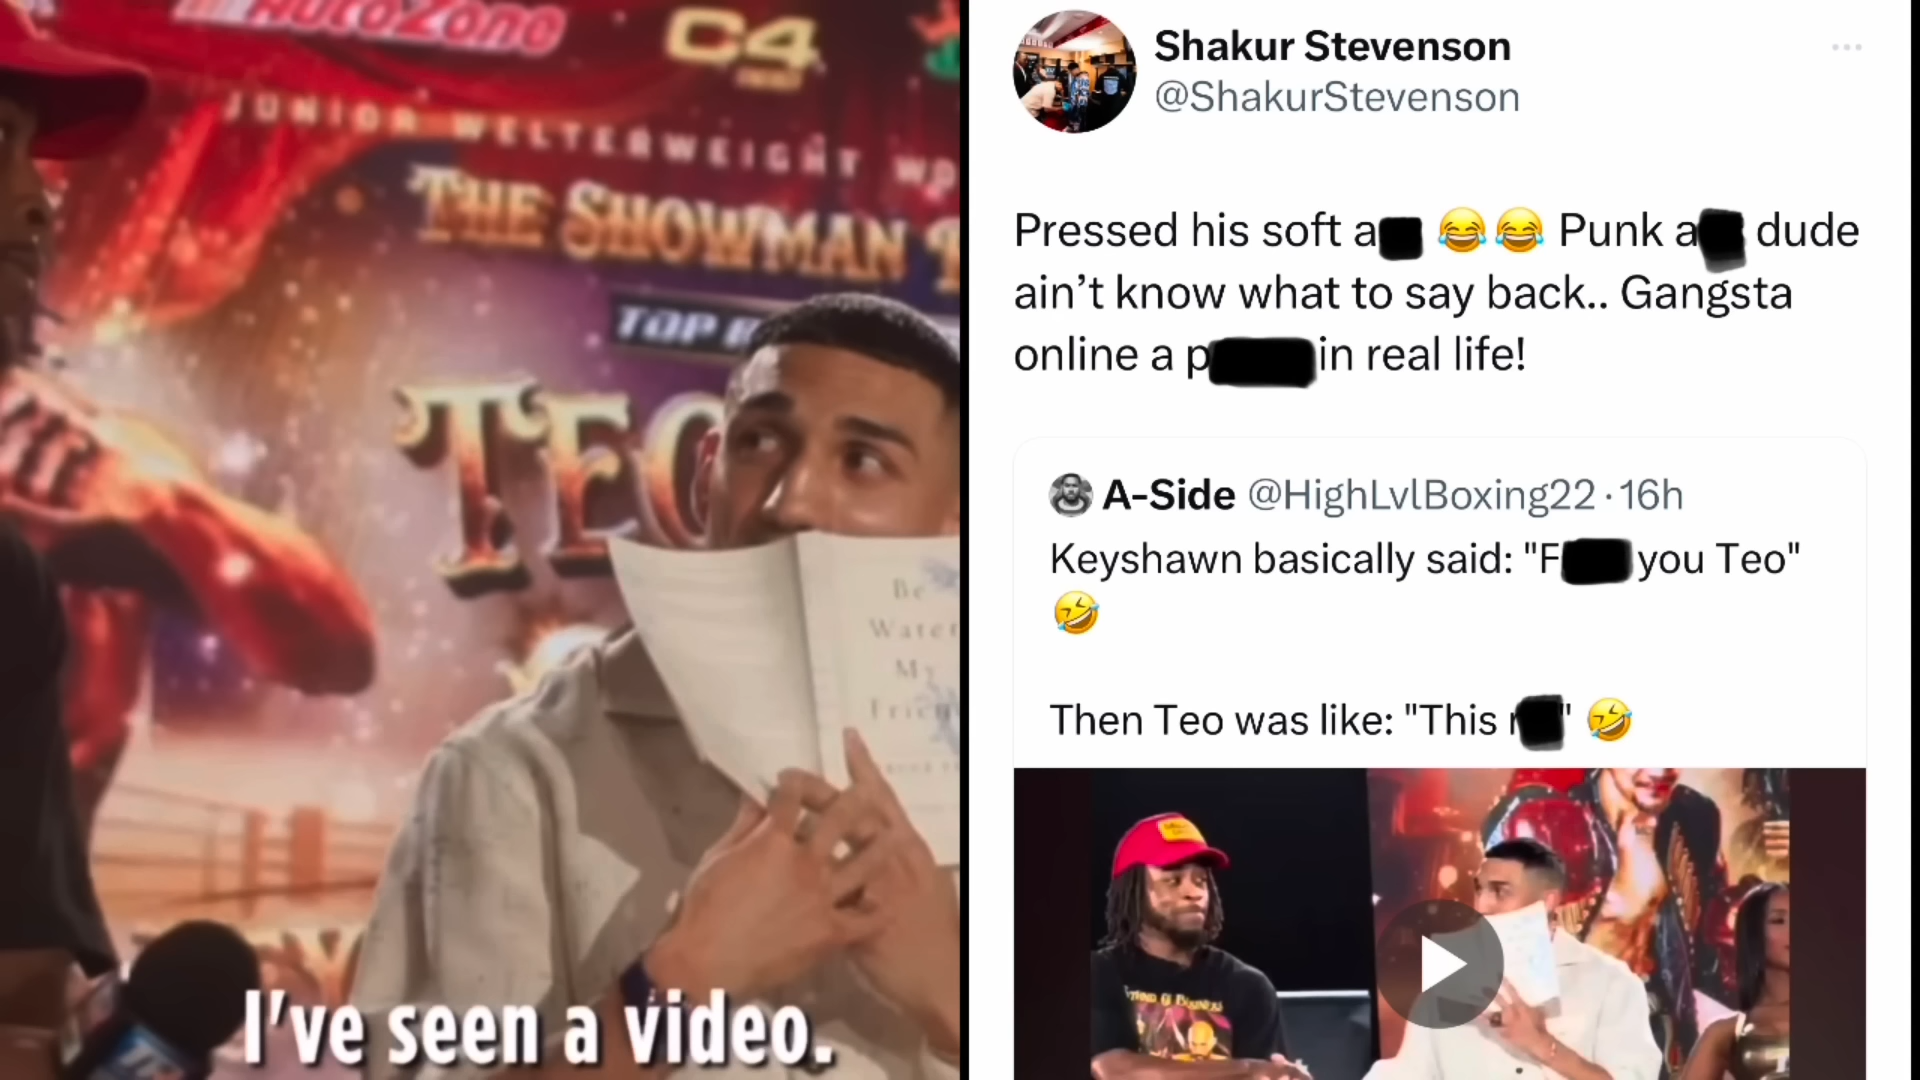 AutoZone
C4
JUNIOR WELTERWEIGHT WO
THE SHOWMAN
TOP
TEO
Be
Water
My
I've seen a video.
Shakur Stevenson
@ShakurStevenson
Pressed his soft a 😂😂 Punk a dude
ain't know what to say back.. Gangsta
online a p in real life!
A-Side @HighLvlBoxing22 · 16h
Keyshawn basically said: "F you Teo"
🤣
Then Teo was like: "This " 🤣